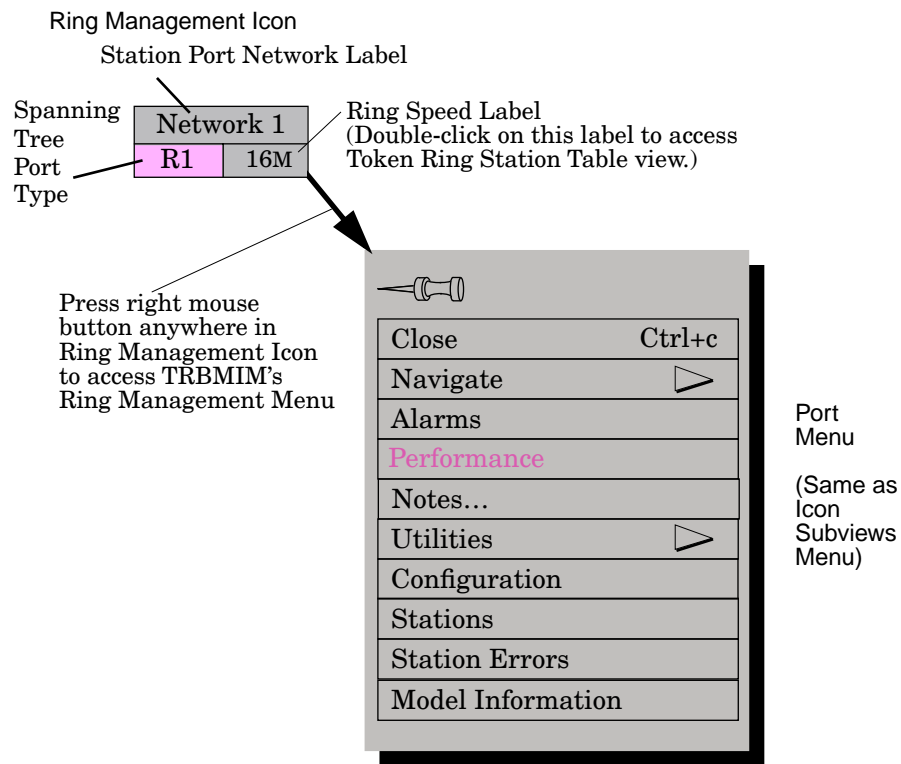 Ring Management Icon
Station Port Network Label
Spanning
Tree
Port
Type
Network 1
R1 16M
Ring Speed Label
(Double-click on this label to access
Token Ring Station Table view.)
Press right mouse
button anywhere in
Ring Management Icon
to access TRBMIM’s
Ring Management Menu
Close Ctrl+c
Navigate
Alarms
Performance
Notes…
Utilities
Configuration
Stations
Station Errors
Model Information
Port
Menu
(Same as
Icon
Subviews
Menu)